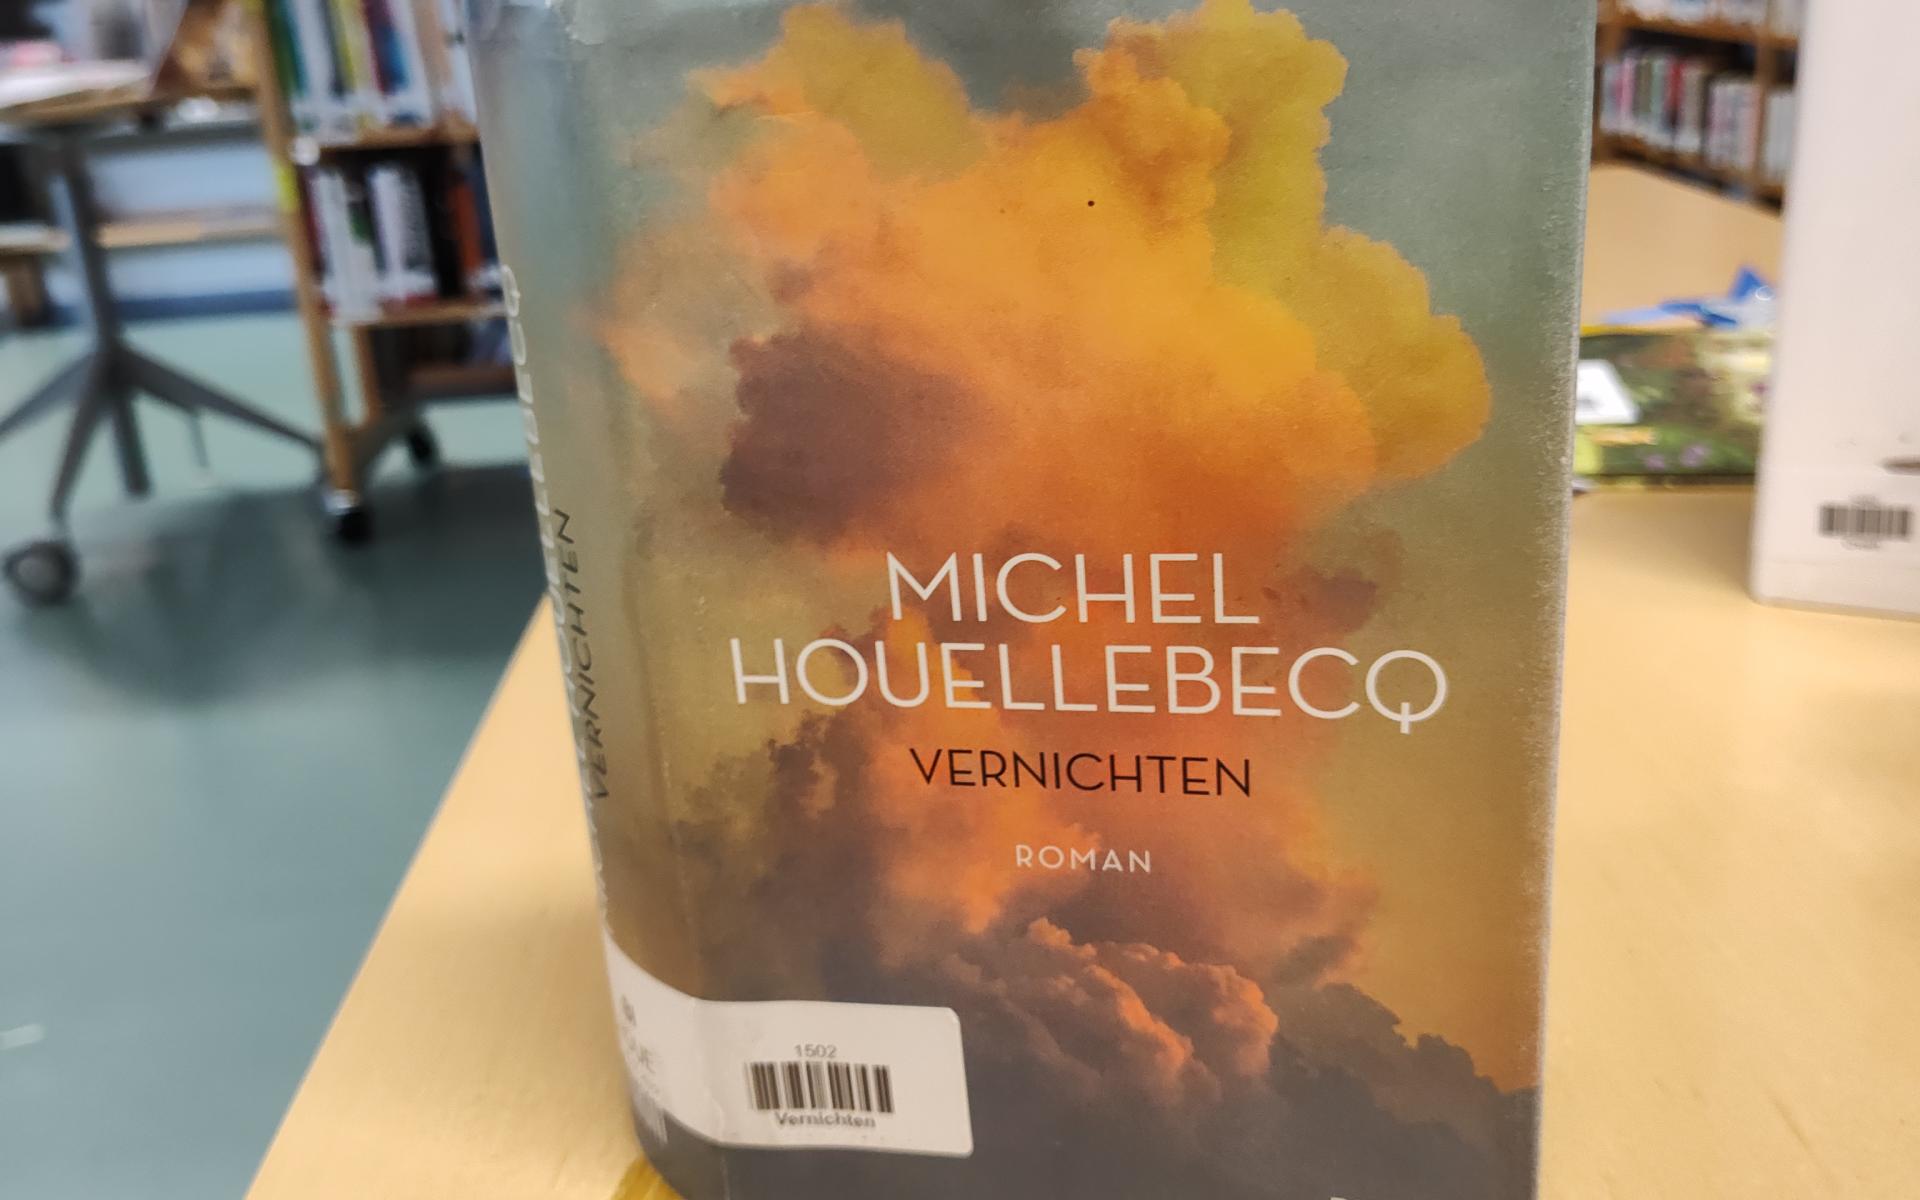 MICHEL
HOUELLEBECQ
VERNICHTEN
ROMAN
VERNICHTEN
1502
Vernichten